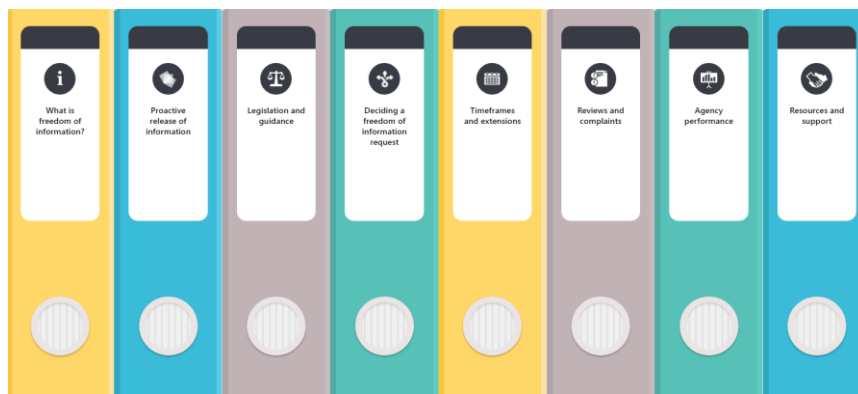 What is
freedom of
information?
Proactive
release of
information
Legislation and
guidance
Deciding a
freedom of
information
request
Timeframes
and extensions
Reviews and
complaints
Agency
performance
Resources and
support